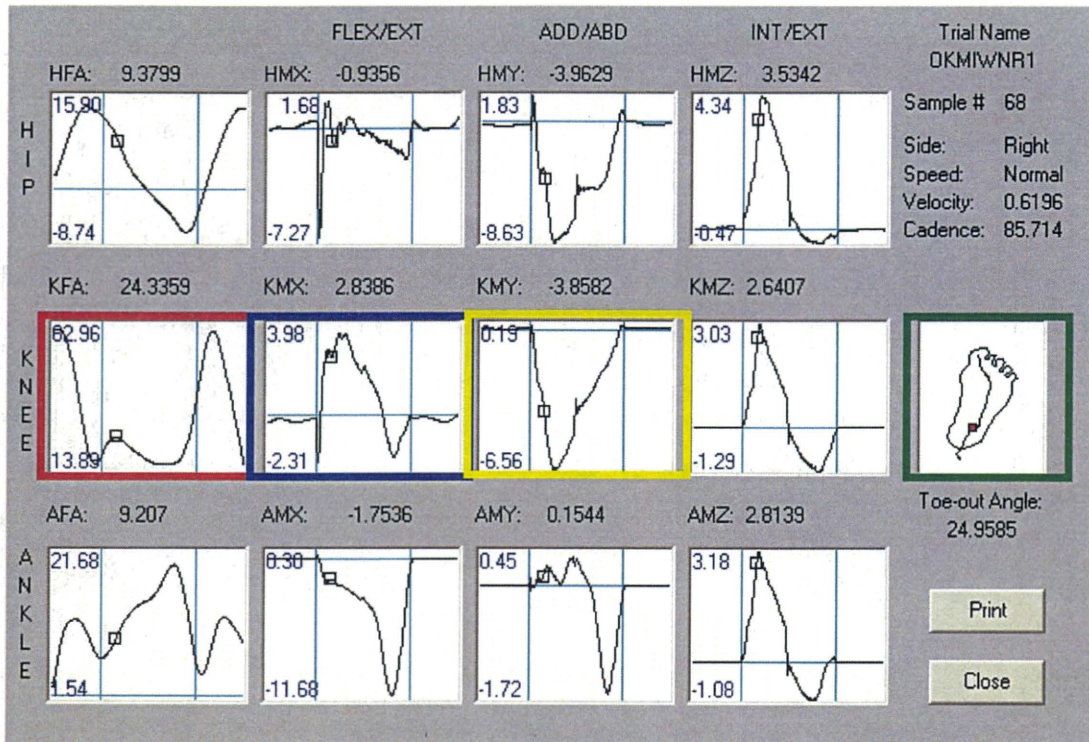 FLEX/EXT ADD/ABD INT/EXT Trial Name
OKMIWNR1
HFA: 9.3799 HMX: -0.9356 HMY: -3.9629 HMZ: 3.5342
Sample # 68
15.90 1.68 1.83 4.34
HIP
Side: Right
Speed: Normal
Velocity: 0.6196
-8.74 -7.27 -8.63 -0.47
Cadence: 85.714
KFA: 24.3359 KMX: 2.8386 KMY: -3.8582 KMZ: 2.6407
62.96 3.98 0.19 3.03
KNEE
13.89 -2.31 -6.56 -1.29
Toe-out Angle:
24.9585
AFA: 9.207 AMX: -1.7536 AMY: 0.1544 AMZ: 2.8139
21.68 0.30 0.45 3.18
ANKLE
1.54 -11.68 -1.72 -1.08
Print
Close